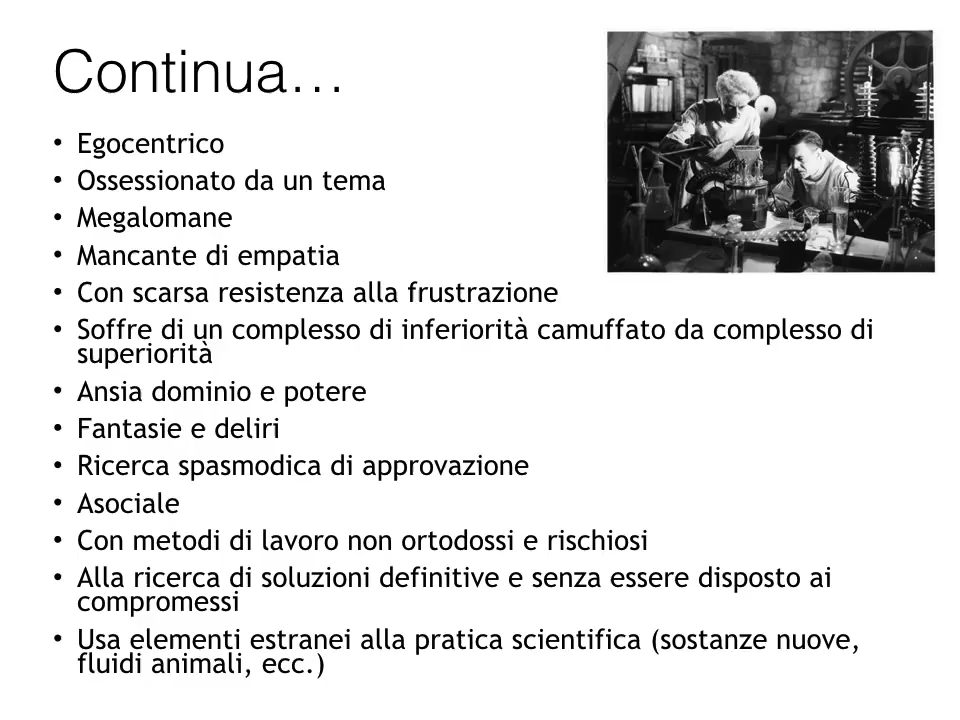 Continua...
• Egocentrico
• Ossessionato da un tema
• Megalomane
• Mancante di empatia
• Con scarsa resistenza alla frustrazione
• Soffre di un complesso di inferiorità camuffato da complesso di
superiorità
• Ansia dominio e potere
• Fantasie e deliri
• Ricerca spasmodica di approvazione
• Asociale
• Con metodi di lavoro non ortodossi e rischiosi
• Alla ricerca di soluzioni definitive e senza essere disposto ai
compromessi
• Usa elementi estranei alla pratica scientifica (sostanze nuove,
fluidi animali, ecc.)